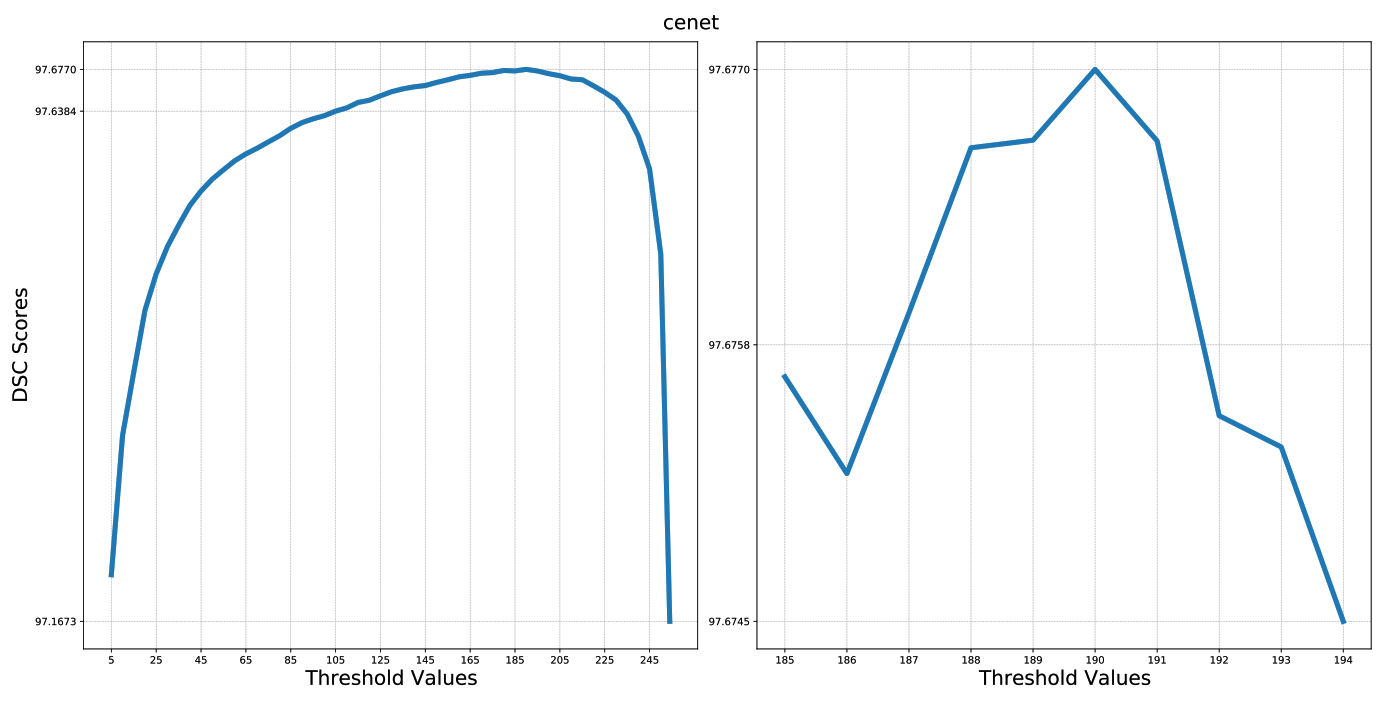 cenet
DSC Scores
97.6770
97.6384
97.1673
5 25 45 65 85 105 125 145 165 185 205 225 245
Threshold Values
97.6770
97.6758
97.6745
185 186 187 188 189 190 191 192 193 194
Threshold Values